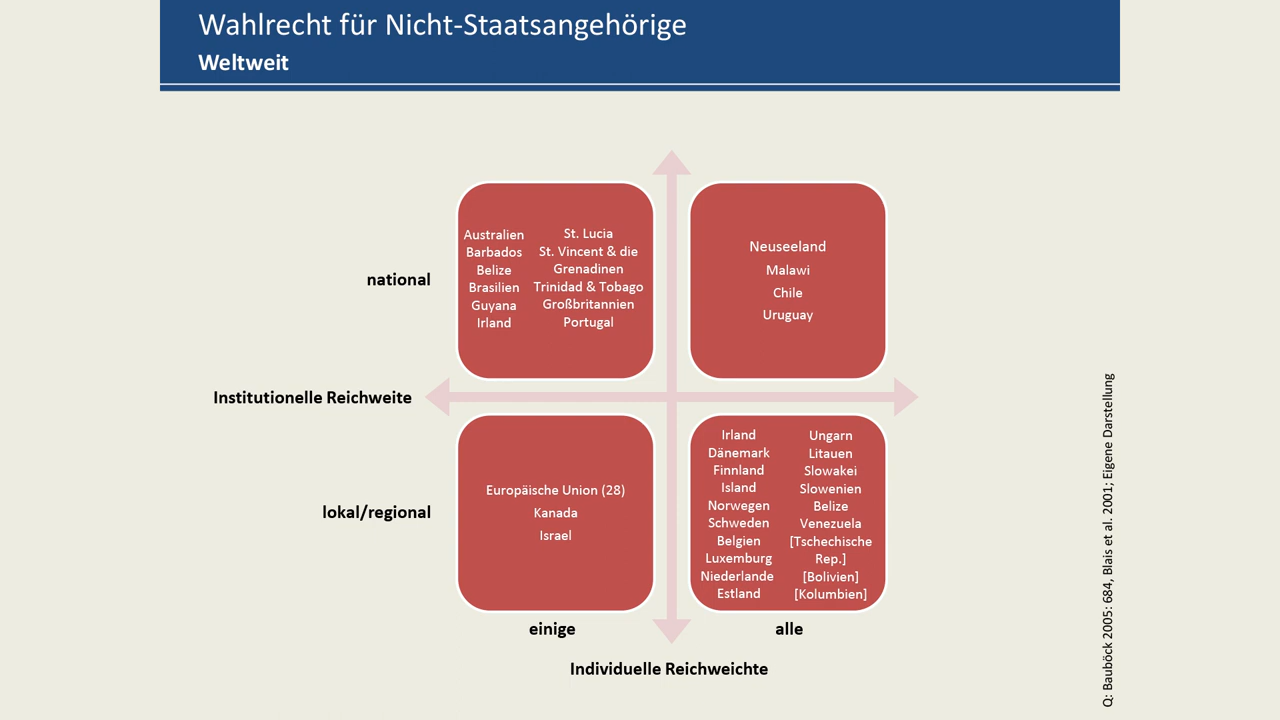 Wahlrecht für Nicht-Staatsangehörige
Weltweit
national
Australien
Barbados
Belize
Brasilien
Guyana
Irland
St. Lucia
St. Vincent & die
Grenadinen
Trinidad & Tobago
Großbritannien
Portugal
Neuseeland
Malawi
Chile
Uruguay
Institutionelle Reichweite
lokal/regional
Europäische Union (28)
Kanada
Israel
Irland
Dänemark
Finnland
Island
Norwegen
Schweden
Belgien
Luxemburg
Niederlande
Estland
Ungarn
Litauen
Slowakei
Slowenien
Belize
Venezuela
[Tschechische
Rep.]
[Bolivien]
[Kolumbien]
einige
alle
Individuelle Reichweichte
Q: Bauböck 2005: 684, Blais et al. 2001; Eigene Darstellung